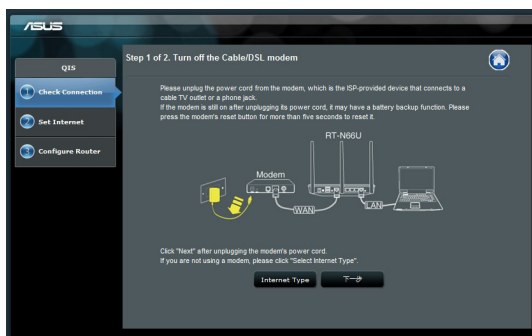 ASUS
QIS
1 Check Connection
2 Set Internet
3 Configure Router
Step 1 of 2. Turn off the Cable/DSL modem
Please unplug the power cord from the modem, which is the ISP-provided device that connects to a
cable TV outlet or a phone jack.
If the modem is still on after unplugging its power cord, it may have a battery backup function. Please
press the modem's reset button for more than five seconds to reset it.
RT-N66U
Modem
WAN
LAN
Click "Next" after unplugging the modem's power cord.
If you are not using a modem, please click "Select Internet Type".
Internet Type
下一步